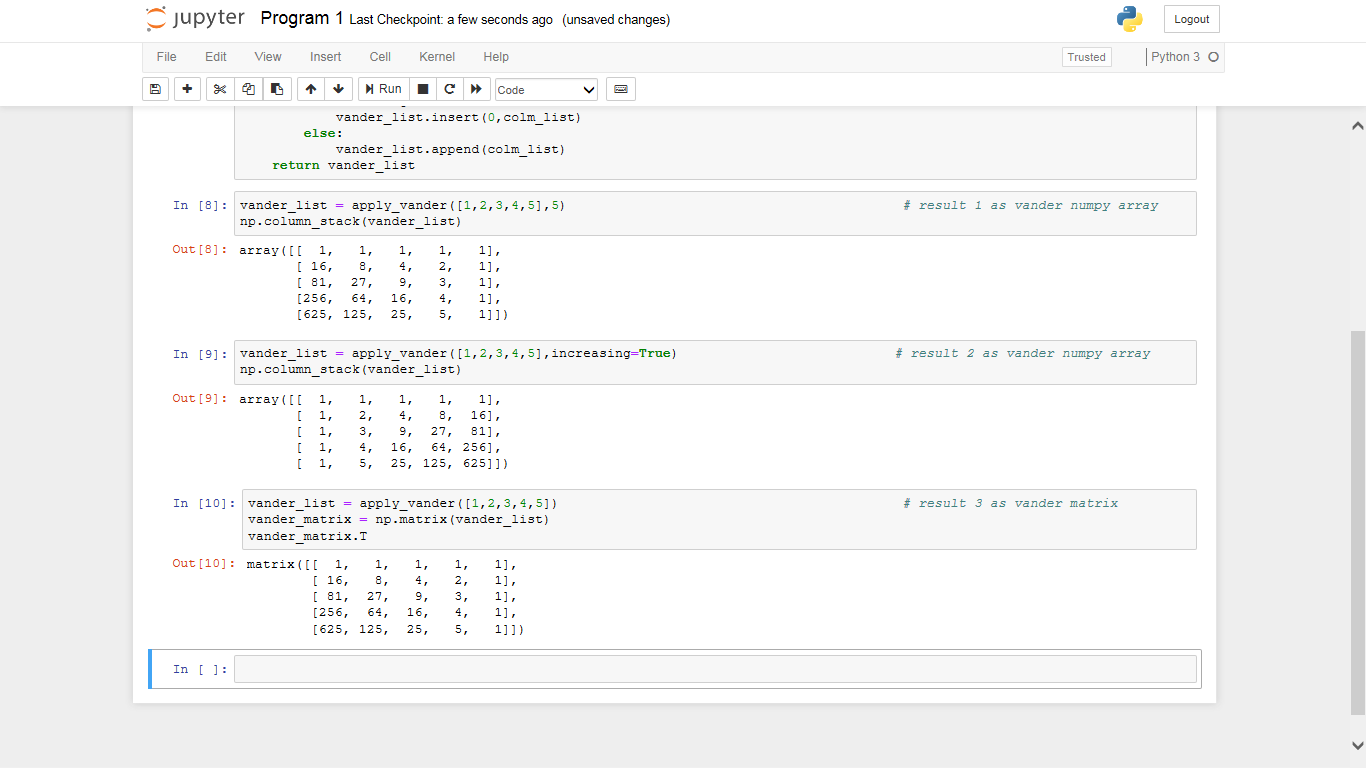 jupyter Program 1 Last Checkpoint: a few seconds ago (unsaved changes) Logout
File Edit View Insert Cell Kernel Help Trusted Python 3
Run Code
vander_list.insert(0,colm_list)
else:
vander_list.append(colm_list)
return vander_list
In [8]: vander_list = apply_vander([1,2,3,4,5],5) # result 1 as vander numpy array
np.column_stack(vander_list)
Out[8]: array([[  1,   1,   1,   1,   1],
[ 16,   8,   4,   2,   1],
[ 81,  27,   9,   3,   1],
[256,  64,  16,   4,   1],
[625, 125,  25,   5,   1]])
In [9]: vander_list = apply_vander([1,2,3,4,5],increasing=True) # result 2 as vander numpy array
np.column_stack(vander_list)
Out[9]: array([[  1,   1,   1,   1,   1],
[  1,   2,   4,   8,  16],
[  1,   3,   9,  27,  81],
[  1,   4,  16,  64, 256],
[  1,   5,  25, 125, 625]])
In [10]: vander_list = apply_vander([1,2,3,4,5]) # result 3 as vander matrix
vander_matrix = np.matrix(vander_list)
vander_matrix.T
Out[10]: matrix([[  1,   1,   1,   1,   1],
[ 16,   8,   4,   2,   1],
[ 81,  27,   9,   3,   1],
[256,  64,  16,   4,   1],
[625, 125,  25,   5,   1]])
In [ ]: